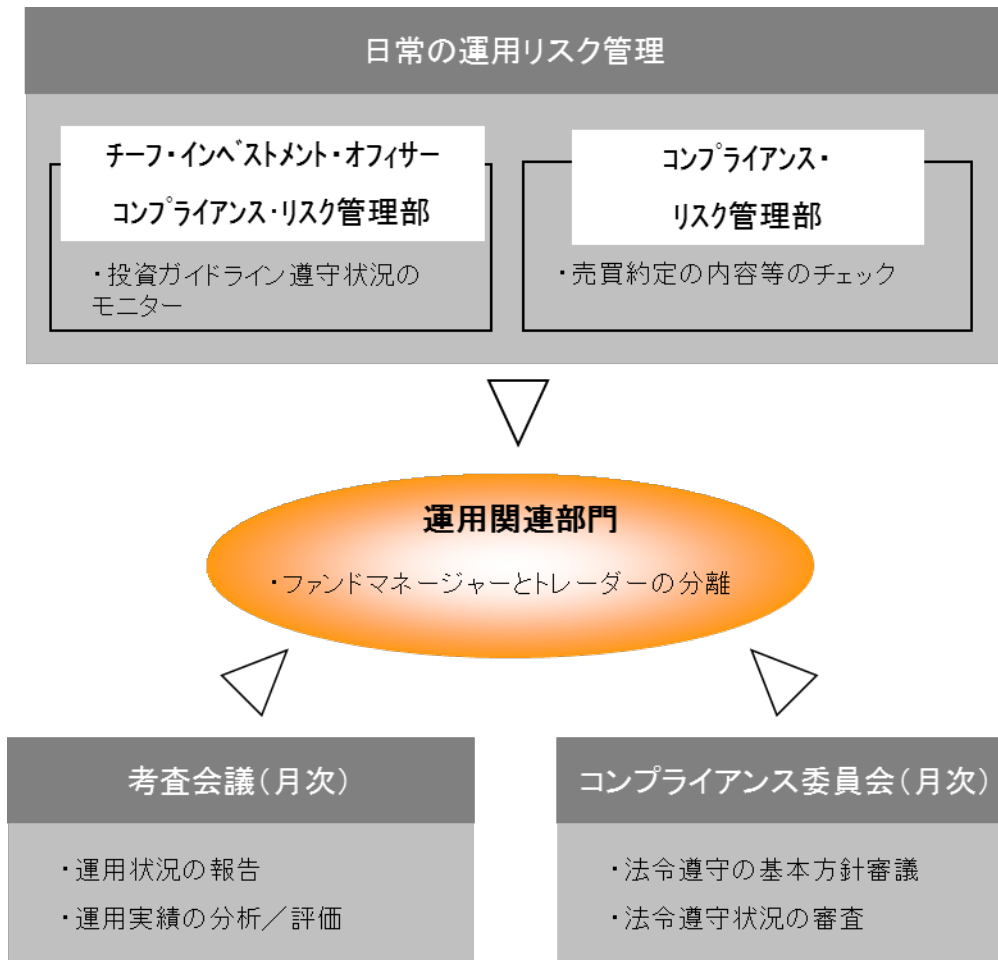 日常の運用リスク管理
チーフ・インベストメント・オフィサー
コンプライアンス・リスク管理部
・投資ガイドライン遵守状況の
モニター
コンプライアンス・
リスク管理部
・売買約定の内容等のチェック
運用関連部門
・ファンドマネージャーとトレーダーの分離
考査会議(月次)
・運用状況の報告
・運用実績の分析／評価
コンプライアンス委員会(月次)
・法令遵守の基本方針審議
・法令遵守状況の審査